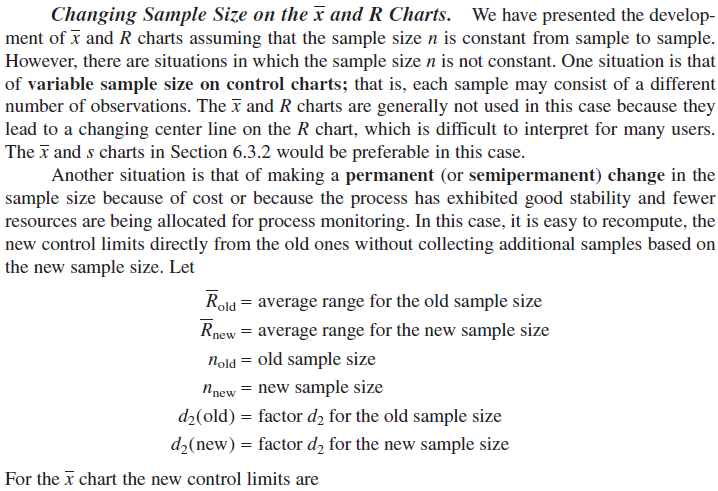 Changing Sample Size on the x̄ and R Charts. We have presented the develop-
ment of x̄ and R charts assuming that the sample size n is constant from sample to sample.
However, there are situations in which the sample size n is not constant. One situation is that
of variable sample size on control charts; that is, each sample may consist of a different
number of observations. The x̄ and R charts are generally not used in this case because they
lead to a changing center line on the R chart, which is difficult to interpret for many users.
The x̄ and s charts in Section 6.3.2 would be preferable in this case.
Another situation is that of making a permanent (or semipermanent) change in the
sample size because of cost or because the process has exhibited good stability and fewer
resources are being allocated for process monitoring. In this case, it is easy to recompute, the
new control limits directly from the old ones without collecting additional samples based on
the new sample size. Let
R̄old = average range for the old sample size
R̄new = average range for the new sample size
nold = old sample size
nnew = new sample size
d2(old) = factor d2 for the old sample size
d2(new) = factor d2 for the new sample size
For the x̄ chart the new control limits are